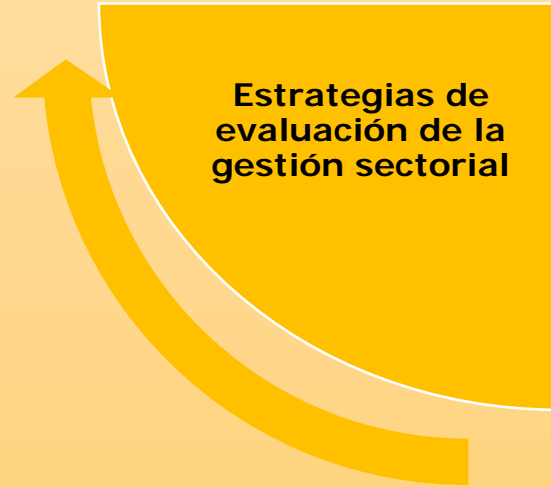 Estrategias de
evaluación de la
gestión sectorial